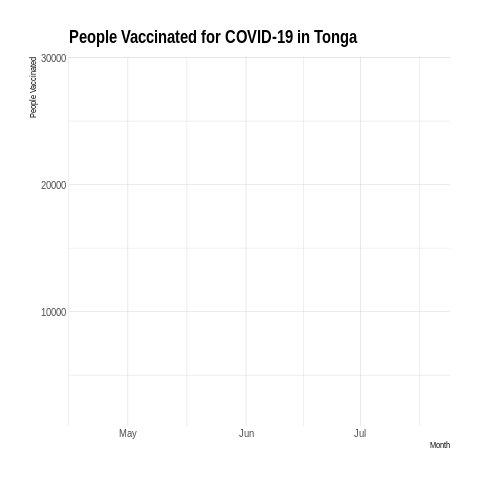 People Vaccinated for COVID-19 in Tonga
People Vaccinated
30000
20000
10000
May Jun Jul
Month